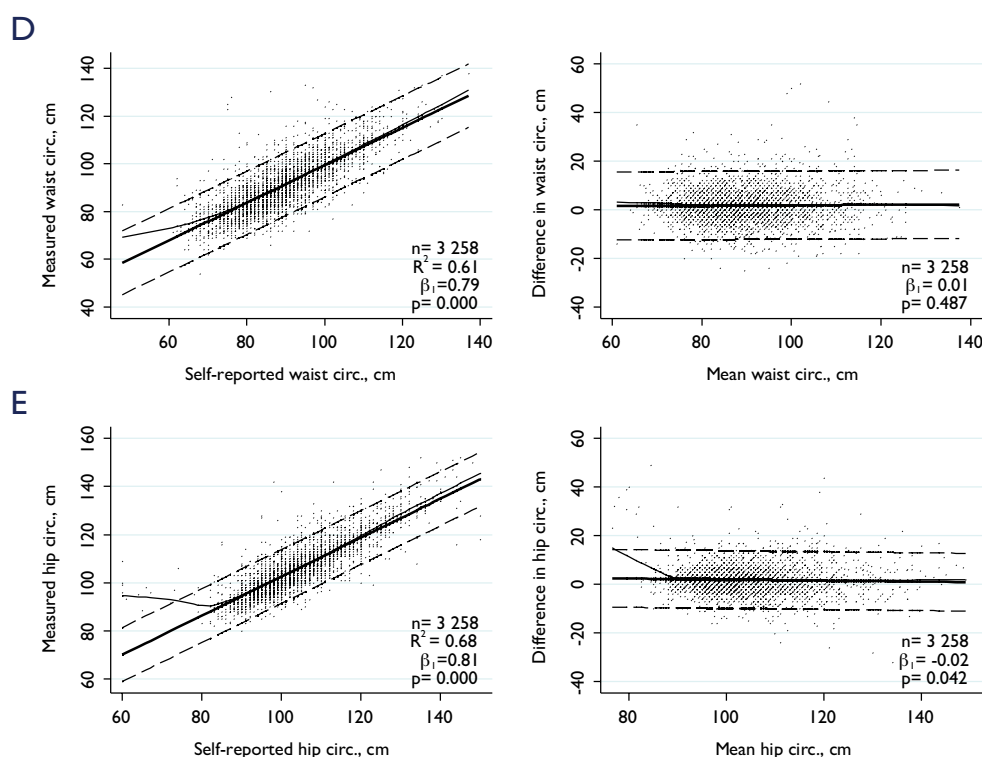 D
Measured waist circ., cm
140
120
100
80
60
40
n= 3 258
R² = 0.61
β₁=0.79
p= 0.000
60 80 100 120 140
Self-reported waist circ., cm
Difference in waist circ., cm
60
40
20
0
-20
-40
n= 3 258
β₁= 0.01
p= 0.487
60 80 100 120 140
Mean waist circ., cm
E
Measured hip circ., cm
160
140
120
100
80
60
n= 3 258
R² = 0.68
β₁=0.81
p= 0.000
60 80 100 120 140
Self-reported hip circ., cm
Difference in hip circ., cm
60
40
20
0
-20
-40
n= 3 258
β₁= -0.02
p= 0.042
80 100 120 140
Mean hip circ., cm